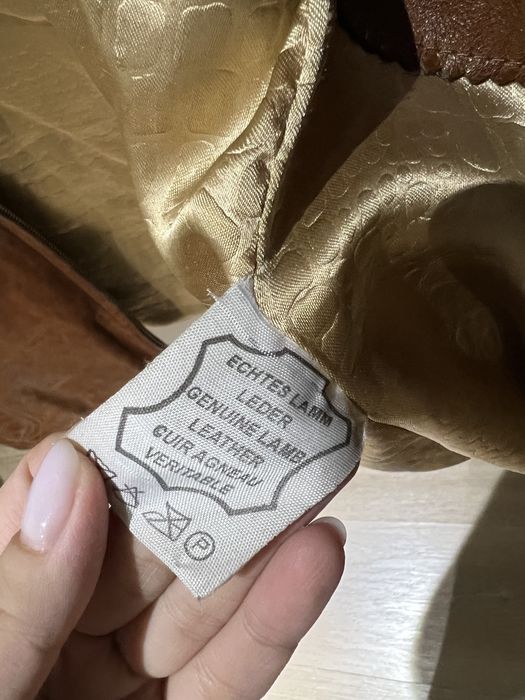 ECHTES LAMM
LEDER
GENUINE LAMB
LEATHER
CUIR AGNEAU
VERITABLE
P